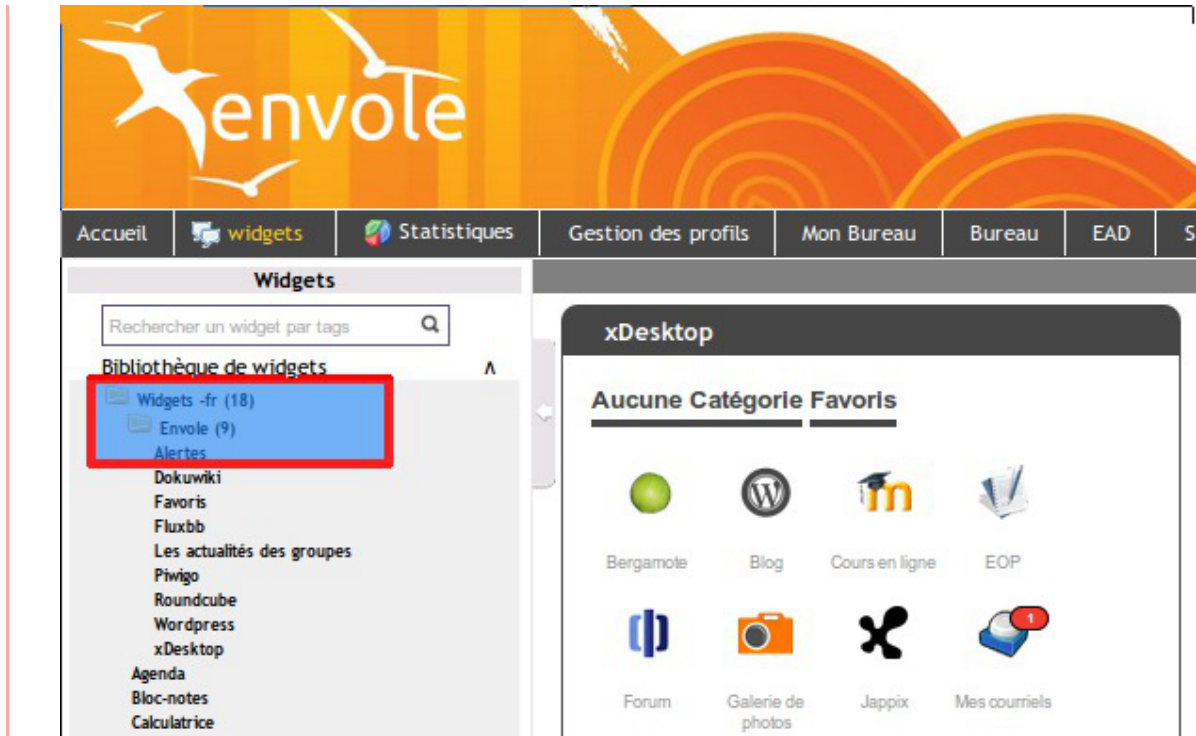 envole
Accueil widgets Statistiques Gestion des profils Mon Bureau Bureau EAD S
Widgets
Rechercher un widget par tags
Bibliothèque de widgets
Widgets -fr (18)
Envole (9)
Alertes
Dokuwiki
Favoris
Fluxbb
Les actualités des groupes
Piwigo
Roundcube
Wordpress
xDesktop
Agenda
Bloc-notes
Calculatrice
xDesktop
Aucune Catégorie Favoris
Bergamote Blog Cours en ligne EOP
1
Forum Galerie de photos Jappix Mes courriels